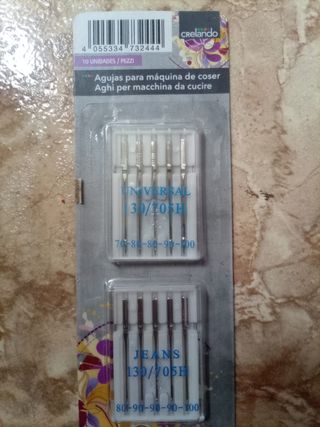 4 055334 732444
crelando
10 UNIDADES / PEZZI
Agujas para máquina de coser
Aghi per macchina da cucire
UNIVERSAL
130/705H
70-80-80-90-100
JEANS
130/705H
80-90-90-90-100